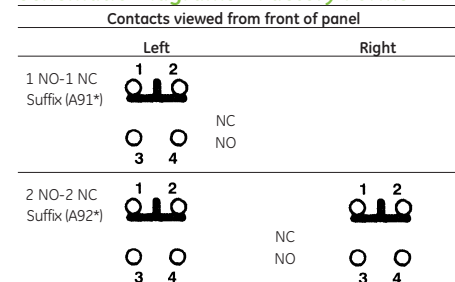 Contacts viewed from front of panel
Left Right
1 NO-1 NC
Suffix (A91*)
1 2
NC
NO
3 4
2 NO-2 NC
Suffix (A92*)
1 2 1 2
NC
NO
3 4 3 4